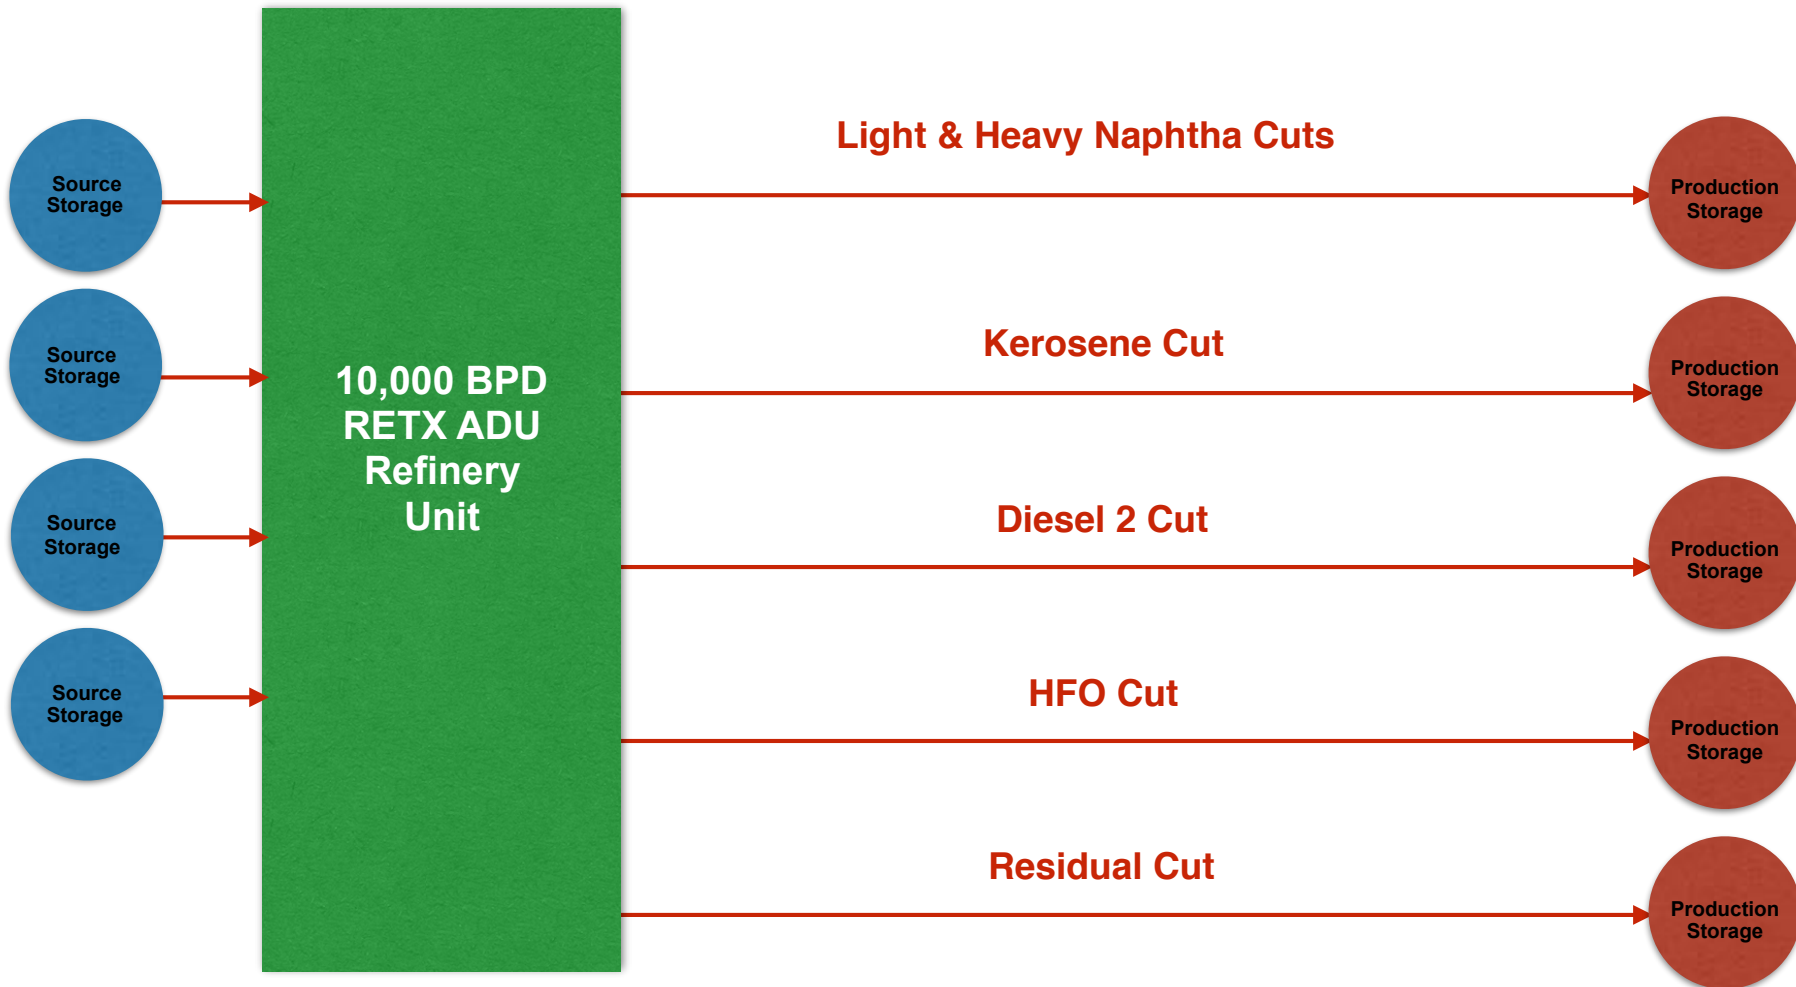 Light & Heavy Naphtha Cuts
Source
Storage
Production
Storage
Kerosene Cut
Source
Storage
Production
Storage
10,000 BPD
RETX ADU
Refinery
Unit
Diesel 2 Cut
Source
Storage
Production
Storage
HFO Cut
Source
Storage
Production
Storage
Residual Cut
Production
Storage